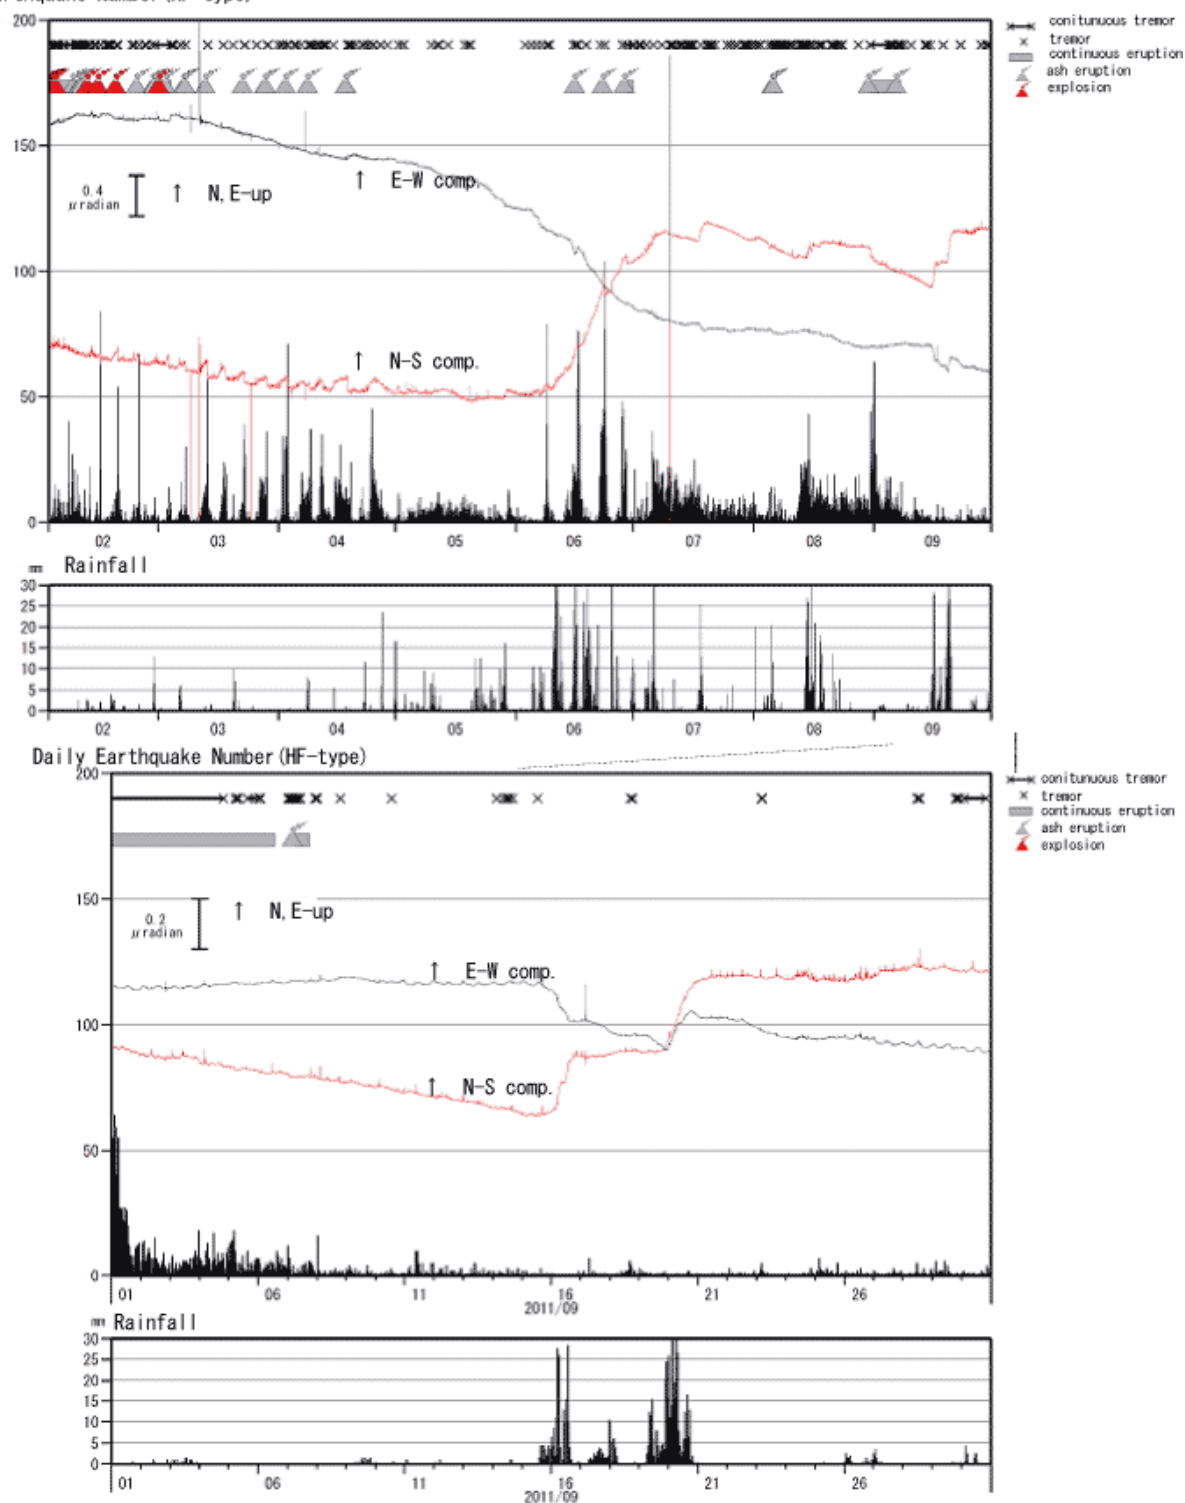 200
150
100
50
0
conitunuous tremor
tremor
continuous eruption
ash eruption
explosion
0.4
μradian
↑ N,E-up
↑ E-W comp.
↑ N-S comp.
02 03 04 05 06 07 08 09
mm Rainfall
30
25
20
15
10
5
0
02 03 04 05 06 07 08 09
Daily Earthquake Number(HF-type)
200
150
100
50
0
conitunuous tremor
tremor
continuous eruption
ash eruption
explosion
0.2
μradian
↑ N,E-up
↑ E-W comp.
↑ N-S comp.
01 06 11 16 21 26
2011/09
mm Rainfall
30
25
20
15
10
5
0
01 06 11 16 21 26
2011/09